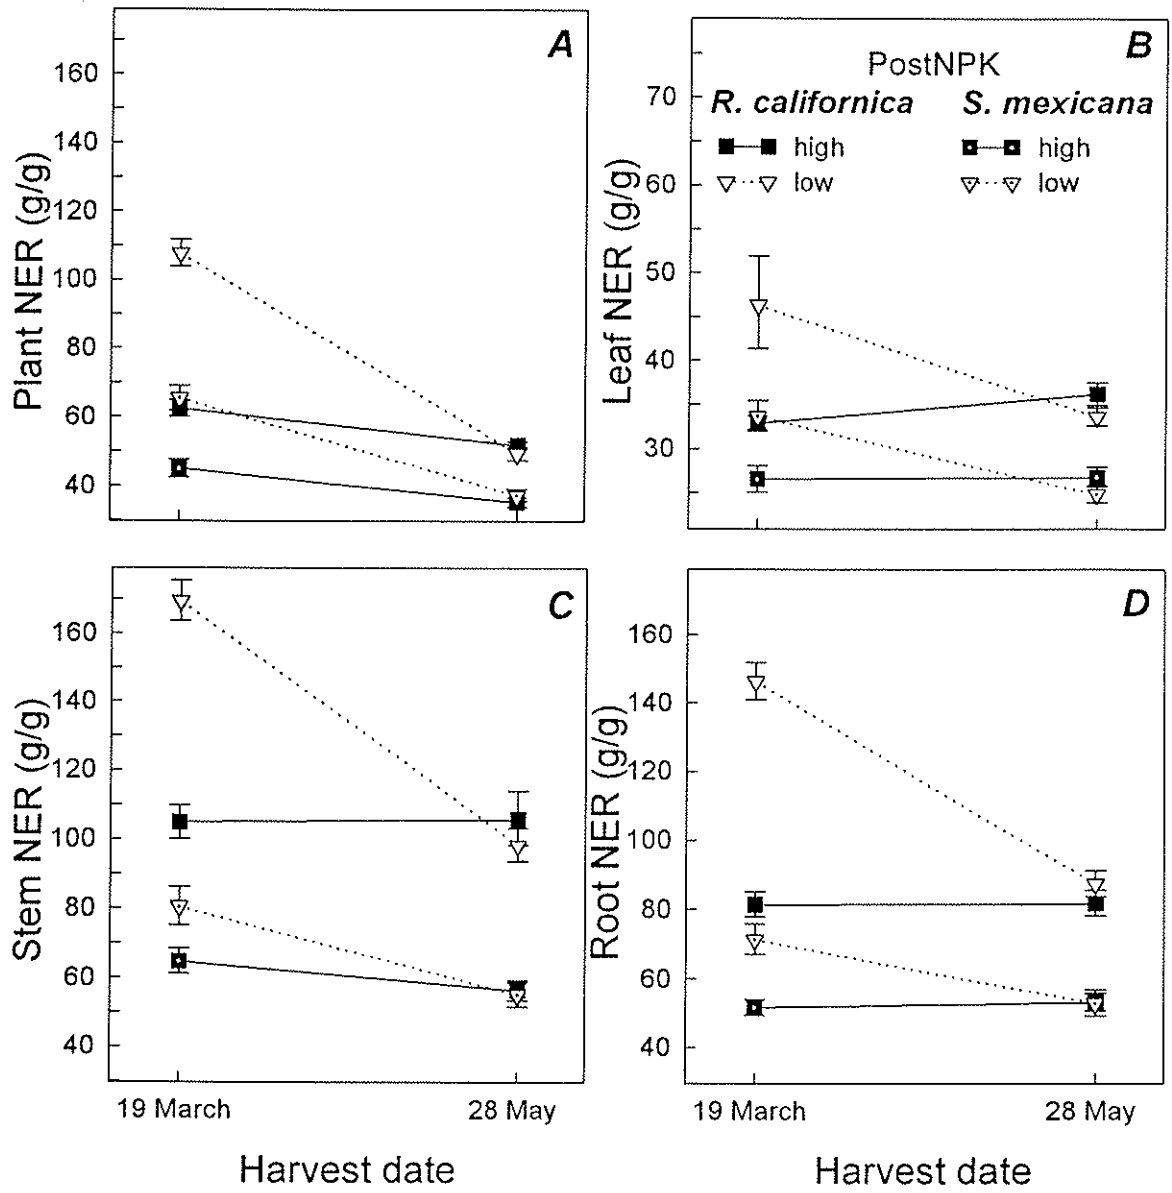 A
160
140
120
100
80
60
40
Plant NER (g/g)
B
PostNPK
R. californica S. mexicana
high high
low low
70
60
50
40
30
Leaf NER (g/g)
C
160
140
120
100
80
60
40
Stem NER (g/g)
19 March 28 May
Harvest date
D
160
140
120
100
80
60
40
Root NER (g/g)
19 March 28 May
Harvest date